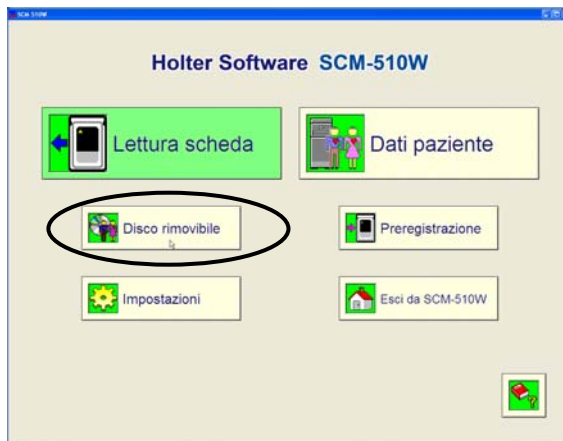 SCM 510W
Holter Software SCM-510W
Lettura scheda
Dati paziente
Disco rimovibile
Preregistrazione
Impostazioni
Esci da SCM-510W
?